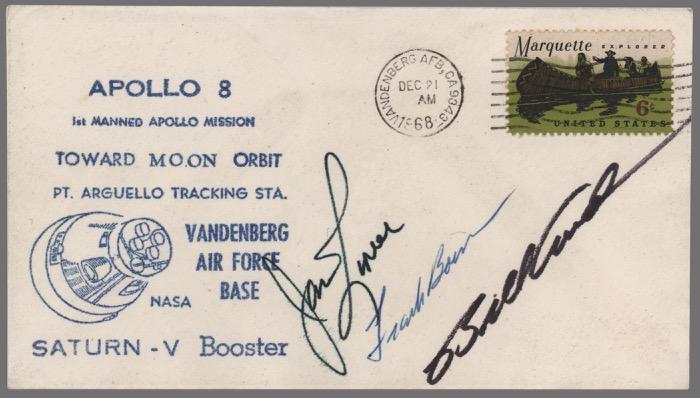 APOLLO 8
1st MANNED APOLLO MISSION
TOWARD MOON ORBIT
PT. ARGUELLO TRACKING STA.
VANDENBERG
AIR FORCE
BASE
NASA
SATURN - V Booster
VANDENBERG AFB, CA
DEC 21
AM
1968
Marquette EXPLORER
6¢
UNITED STATES
Frank Borman